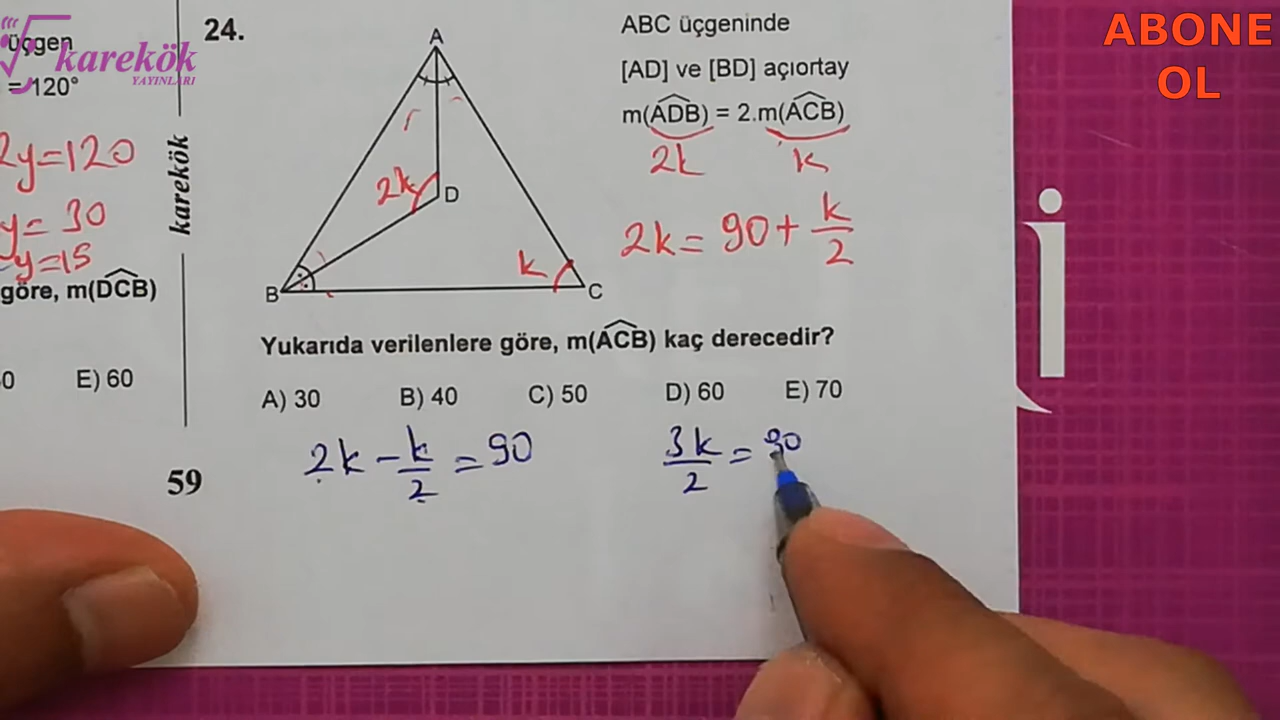 üçgen
karekök
YAYINLARI
= 120°
2y=120
y= 30
y=15
göre, m(DCB)
0 E) 60
karekök
59
24.
A
D
B
C
2k
k
ABC üçgeninde
[AD] ve [BD] açıortay
m(ADB) = 2.m(ACB)
2k k
2k = 90 + k/2
Yukarıda verilenlere göre, m(ACB) kaç derecedir?
A) 30 B) 40 C) 50 D) 60 E) 70
2k - k/2 = 90 3k/2 = 90
ABONE
OL